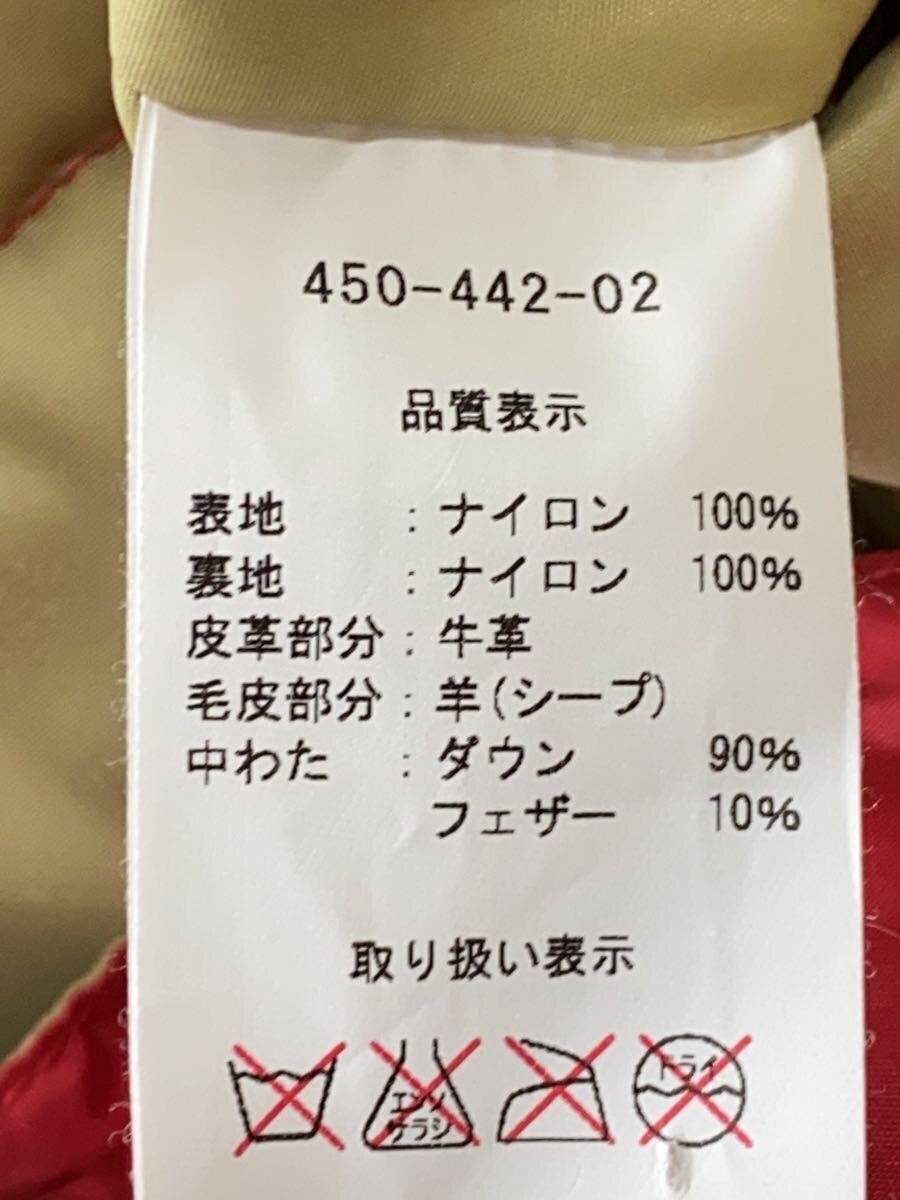 450-442-02
品質表示
表地 : ナイロン 100%
裏地 : ナイロン 100%
皮革部分 : 牛革
毛皮部分 : 羊(シープ)
中わた : ダウン 90%
フェザー 10%
取り扱い表示
エンソ
サラシ
ドライ